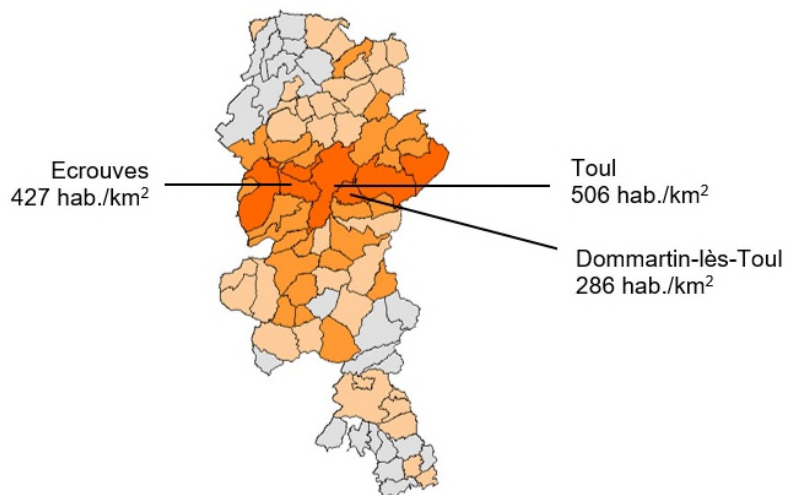 Ecrouves
427 hab./km²
Toul
506 hab./km²
Dommartin-lès-Toul
286 hab./km²